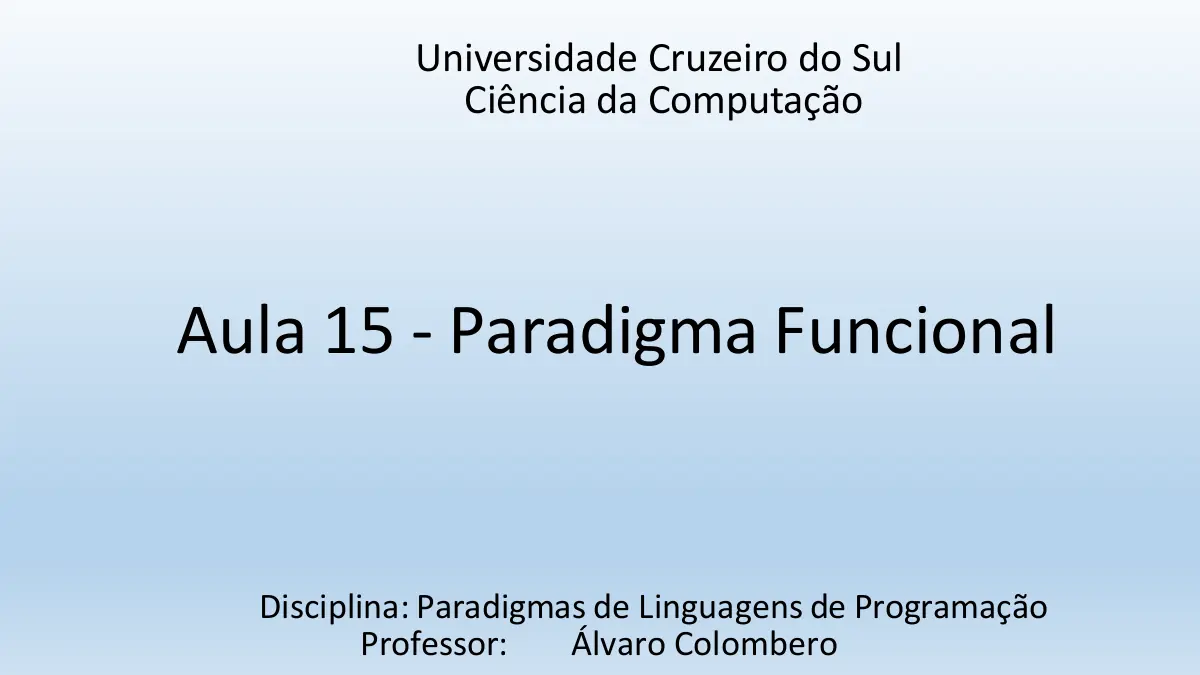 Universidade Cruzeiro do Sul
Ciência da Computação
Aula 15 - Paradigma Funcional
Disciplina: Paradigmas de Linguagens de Programação
Professor: Álvaro Colombero